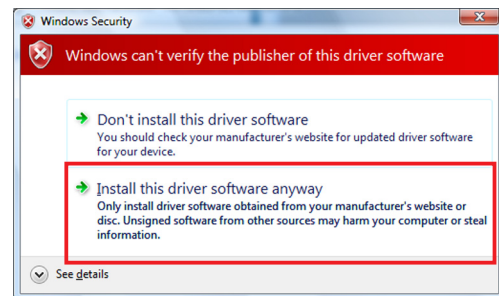 Windows Security
Windows can't verify the publisher of this driver software
Don't install this driver software
You should check your manufacturer's website for updated driver software
for your device.
Install this driver software anyway
Only install driver software obtained from your manufacturer's website or
disc. Unsigned software from other sources may harm your computer or steal
information.
See details